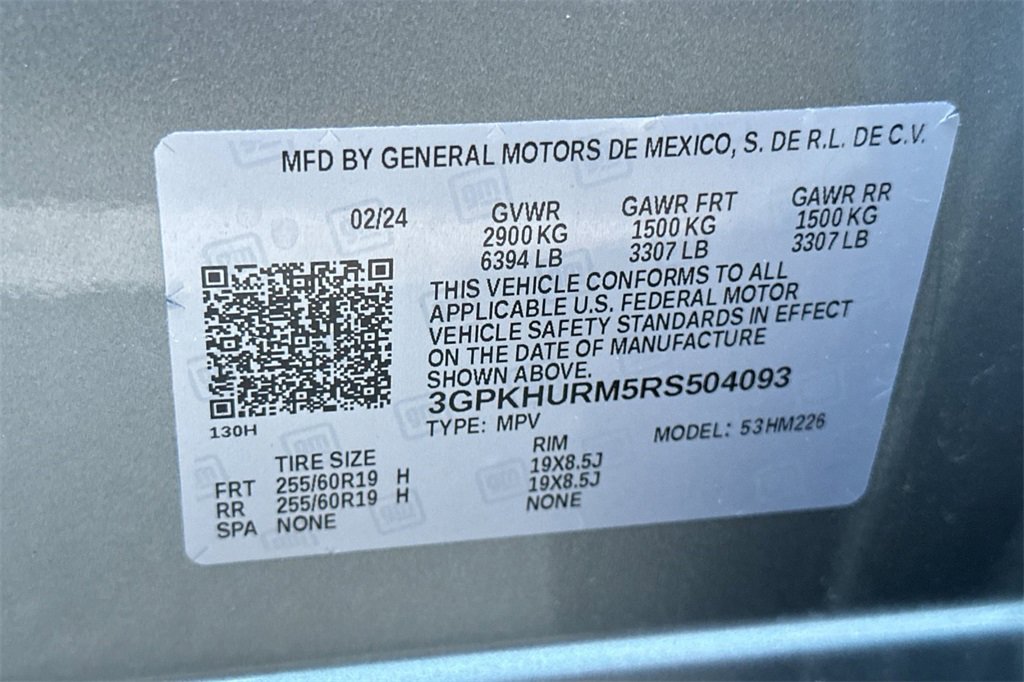 MFD BY GENERAL MOTORS DE MEXICO, S. DE R.L. DE C.V.
02/24
GVWR
2900 KG
6394 LB
GAWR FRT
1500 KG
3307 LB
GAWR RR
1500 KG
3307 LB
THIS VEHICLE CONFORMS TO ALL
APPLICABLE U.S. FEDERAL MOTOR
VEHICLE SAFETY STANDARDS IN EFFECT
ON THE DATE OF MANUFACTURE
SHOWN ABOVE.
3GPKHURM5RS504093
TYPE: MPV
MODEL: 53HM226
130H
TIRE SIZE
RIM
FRT 255/60R19 H 19X8.5J
RR 255/60R19 H 19X8.5J
SPA NONE NONE